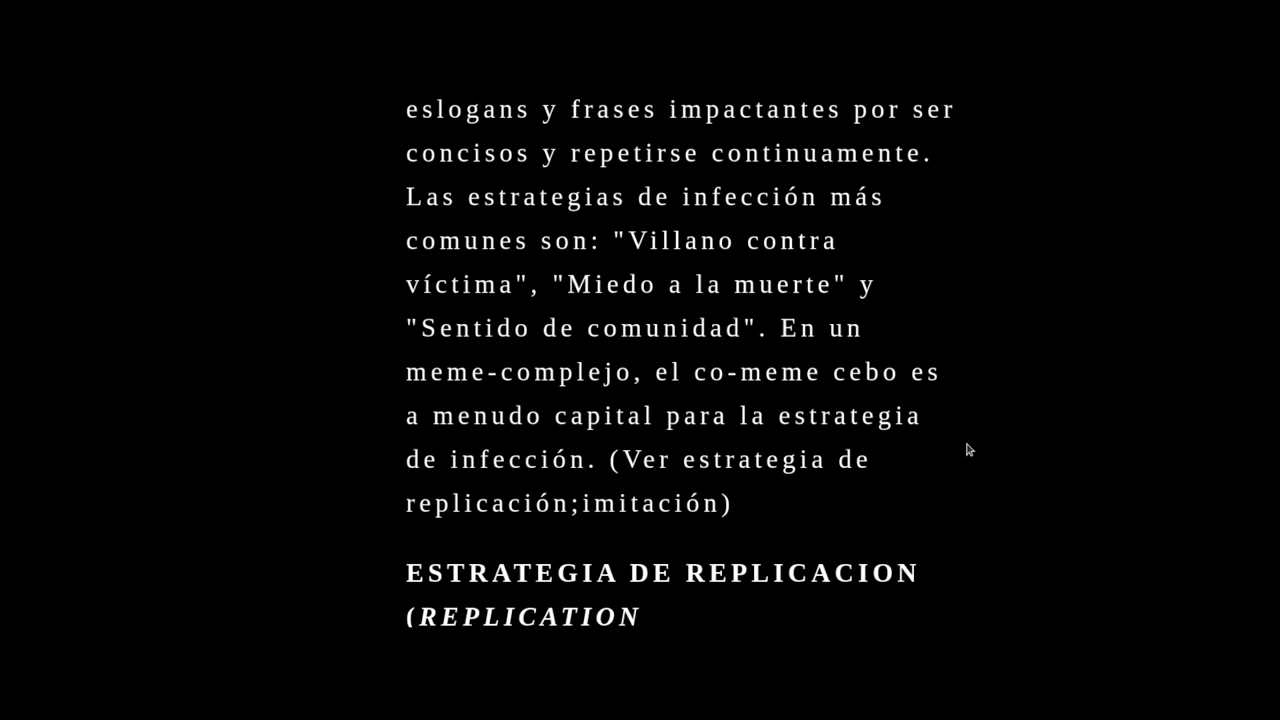 eslogans y frases impactantes por ser
concisos y repetirse continuamente.
Las estrategias de infección más
comunes son: "Villano contra
víctima", "Miedo a la muerte" y
"Sentido de comunidad". En un
meme-complejo, el co-meme cebo es
a menudo capital para la estrategia
de infección. (Ver estrategia de
replicación;imitación)
ESTRATEGIA DE REPLICACION
(REPLICATION